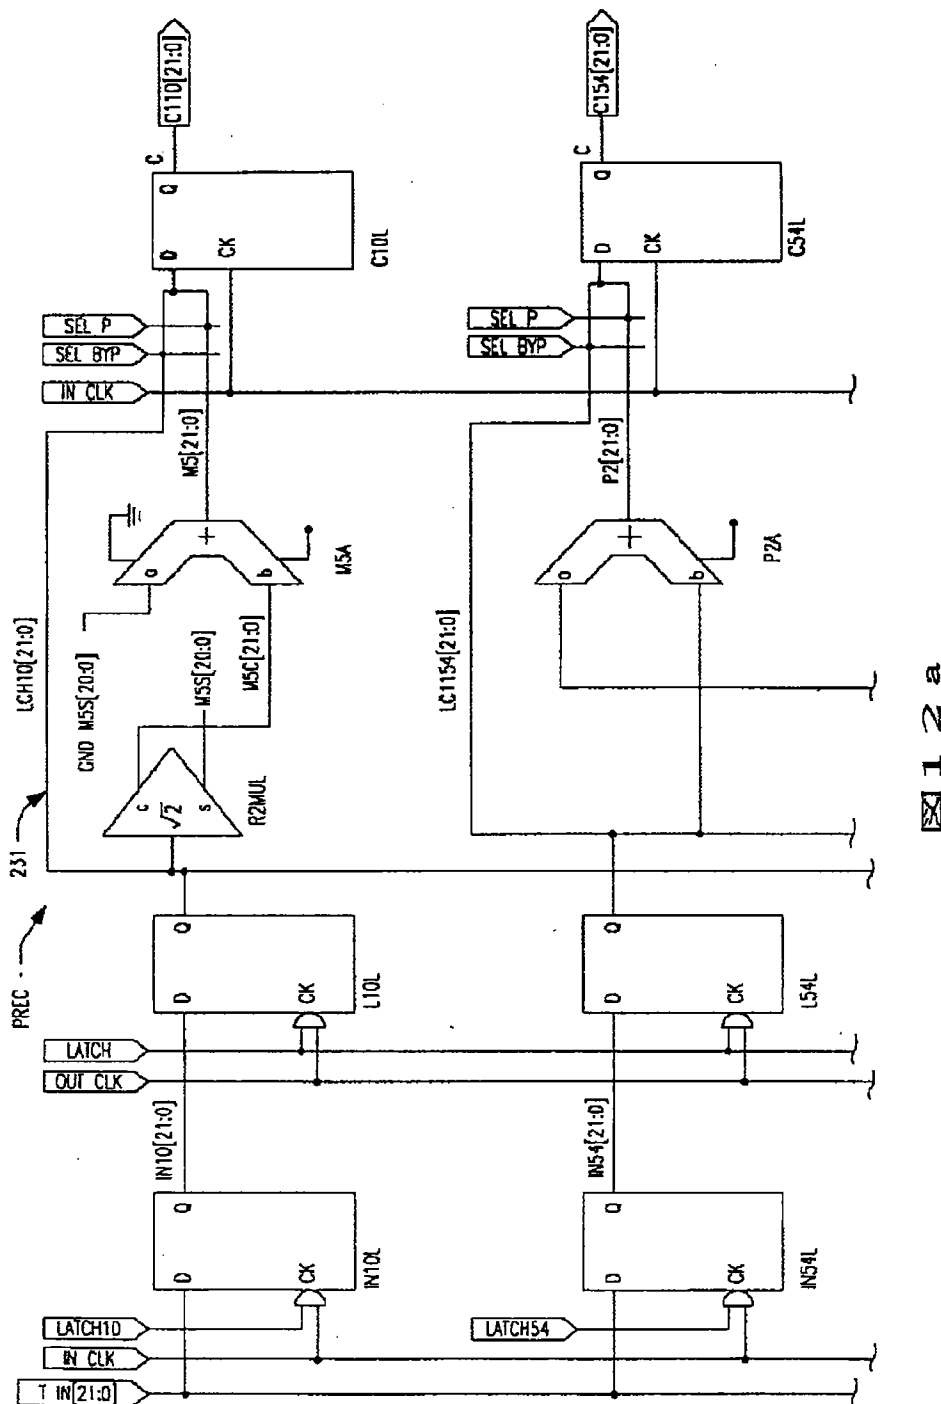 C110[21:0]
C154[21:0]
C
C
Q
Q
D
CK
D
CK
C10L
C54L
SEL P
SEL BYP
IN CLK
SEL P
SEL BYP
M5[21:0]
P2[21:0]
+
+
a
b
a
b
M5A
P2A
LCH10[21:0]
GND M5S[20:0]
M5S[20:0]
M5C[21:0]
LC1154[21:0]
C
√2
S
R2MUL
231
PREC
Q
Q
D
CK
D
CK
L10L
L54L
LATCH
OUT CLK
IN10[21:0]
IN54[21:0]
Q
Q
D
CK
D
CK
IN10L
IN54L
LATCH10
LATCH54
IN CLK
T IN[21:0]
図12a